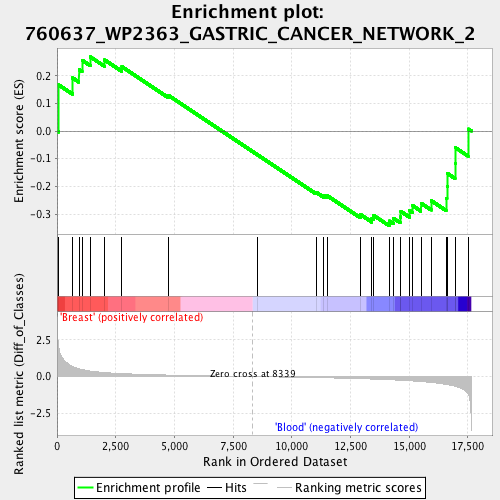 Enrichment plot:
760637_WP2363_GASTRIC_CANCER_NETWORK_2
Enrichment score (ES)
0.2
0.1
0.0
-0.1
-0.2
-0.3
'Breast' (positively correlated)
Ranked list metric (Diff_of_Classes)
2.5
0.0
-2.5
Zero cross at 8339
'Blood' (negatively correlated)
0 2,500 5,000 7,500 10,000 12,500 15,000 17,500
Rank in Ordered Dataset
Enrichment profile Hits Ranking metric scores